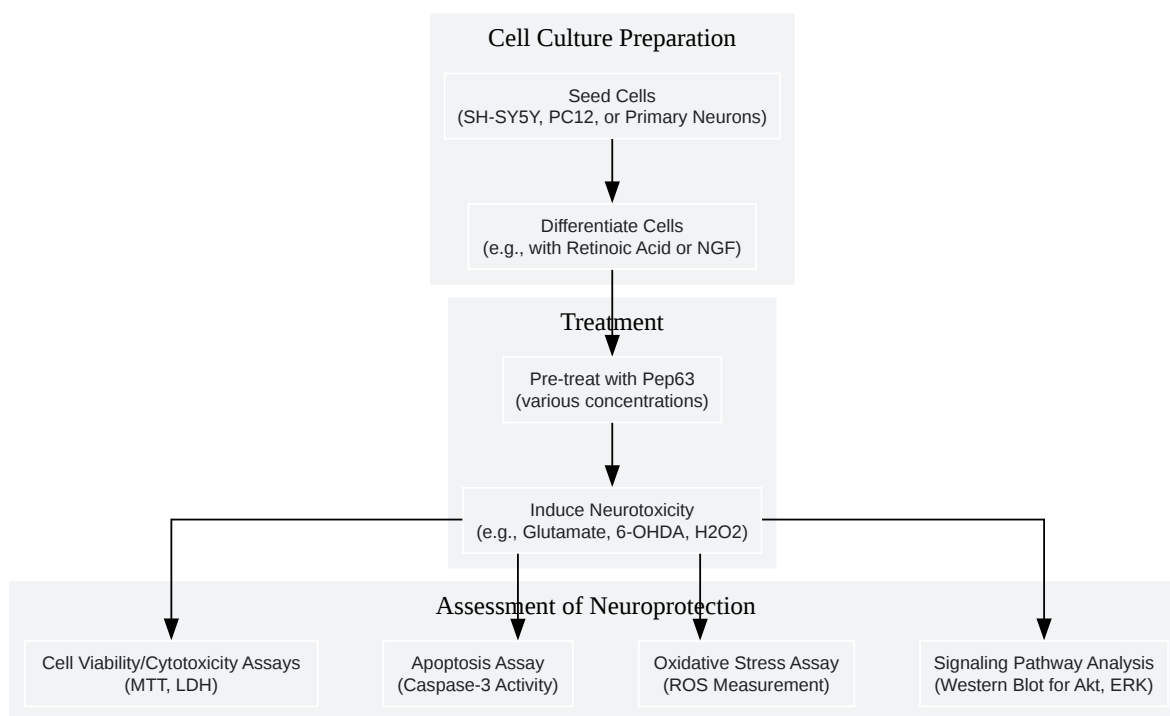 Cell Culture Preparation
Seed Cells
(SH-SY5Y, PC12, or Primary Neurons)
Differentiate Cells
(e.g., with Retinoic Acid or NGF)
Treatment
Pre-treat with Pep63
(various concentrations)
Induce Neurotoxicity
(e.g., Glutamate, 6-OHDA, H2O2)
Assessment of Neuroprotection
Cell Viability/Cytotoxicity Assays
(MTT, LDH)
Apoptosis Assay
(Caspase-3 Activity)
Oxidative Stress Assay
(ROS Measurement)
Signaling Pathway Analysis
(Western Blot for Akt, ERK)